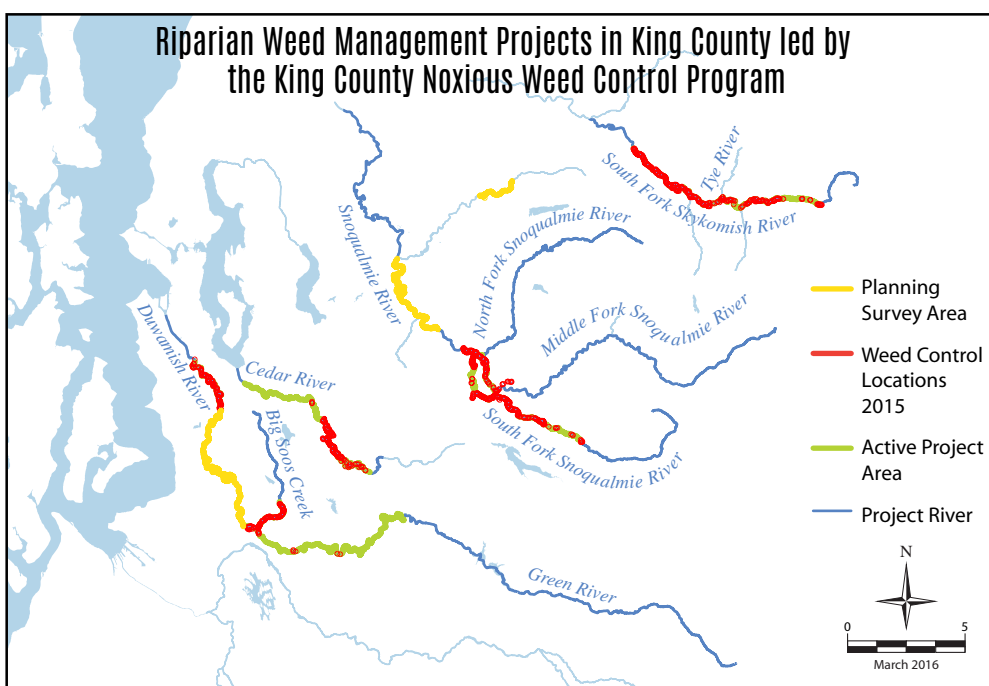 Riparian Weed Management Projects in King County led by
the King County Noxious Weed Control Program
Tye River
South Fork Skykomish River
Snoqualmie River
North Fork Snoqualmie River
Middle Fork Snoqualmie River
South Fork Snoqualmie River
Duwamish River
Cedar River
Big Soos Creek
Green River
Planning
Survey Area
Weed Control
Locations
2015
Active Project
Area
Project River
N
0 5
March 2016